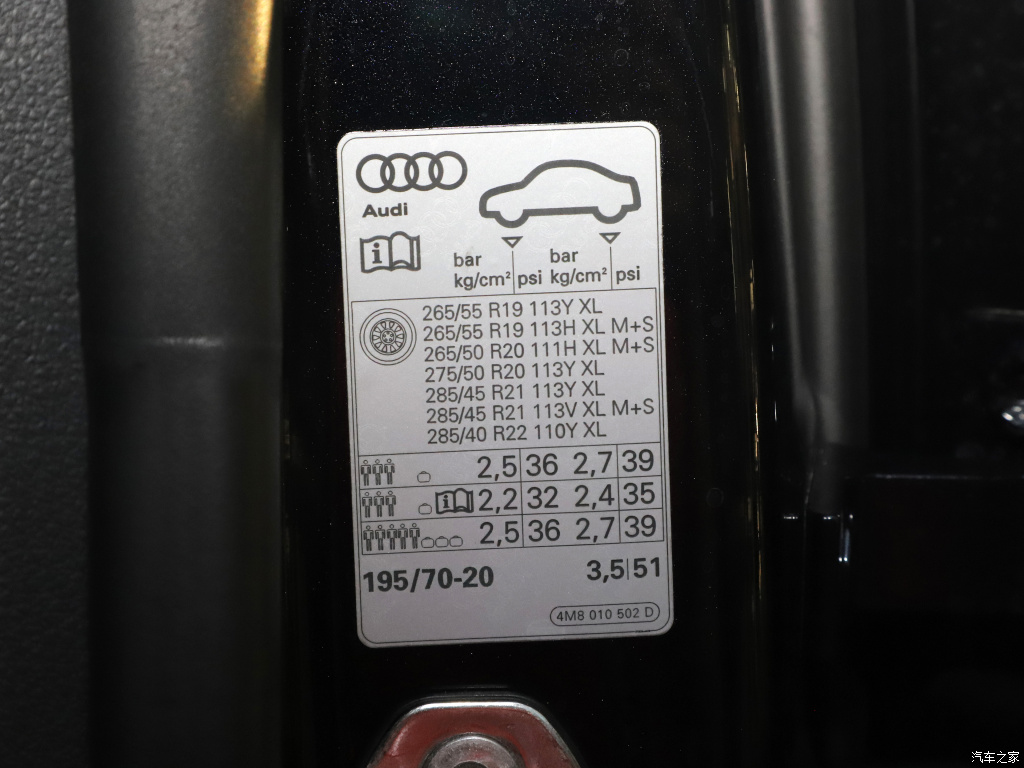 Audi
i
bar bar
kg/cm² psi kg/cm² psi
265/55 R19 113Y XL
265/55 R19 113H XL M+S
265/50 R20 111H XL M+S
275/50 R20 113Y XL
285/45 R21 113Y XL
285/45 R21 113V XL M+S
285/40 R22 110Y XL
2,5 36 2,7 39
i 2,2 32 2,4 35
2,5 36 2,7 39
195/70-20 3,5 51
4M8 010 502 D
汽车之家